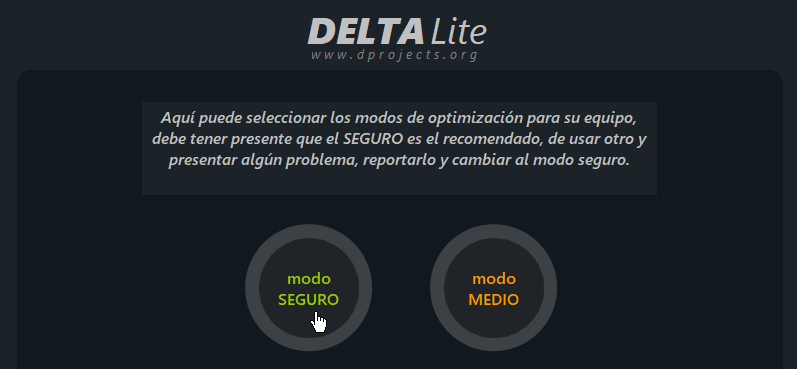 DELTA Lite
www.dprojects.org
Aquí puede seleccionar los modos de optimización para su equipo,
debe tener presente que el SEGURO es el recomendado, de usar otro y
presentar algún problema, reportarlo y cambiar al modo seguro.
modo
SEGURO
modo
MEDIO